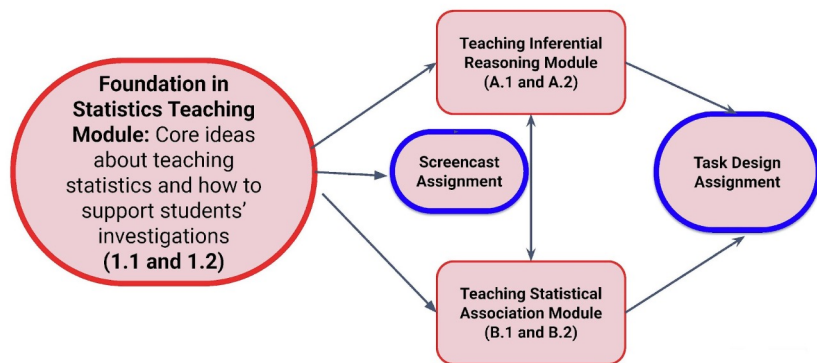 Foundation in
Statistics Teaching
Module: Core ideas
about teaching
statistics and how to
support students'
investigations
(1.1 and 1.2)
Teaching Inferential
Reasoning Module
(A.1 and A.2)
Screencast
Assignment
Teaching Statistical
Association Module
(B.1 and B.2)
Task Design
Assignment